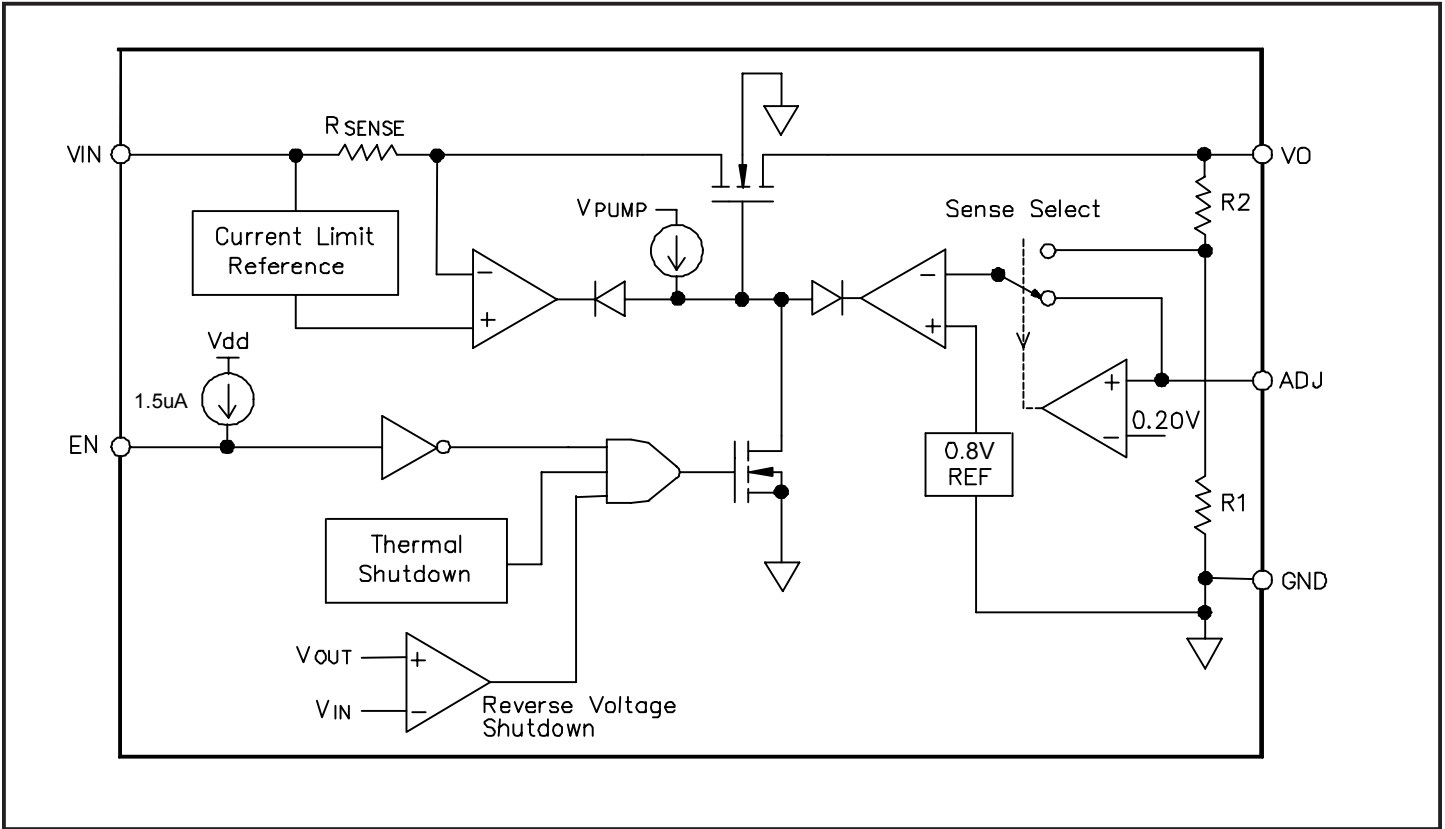 RSENSE
VIN
VO
VPUMP
Sense Select
R2
Current Limit
Reference
−
+
−
+
Vdd
1.5uA
EN
+
−
0.20V
ADJ
0.8V
REF
R1
Thermal
Shutdown
GND
VOUT
+
VIN
−
Reverse Voltage
Shutdown